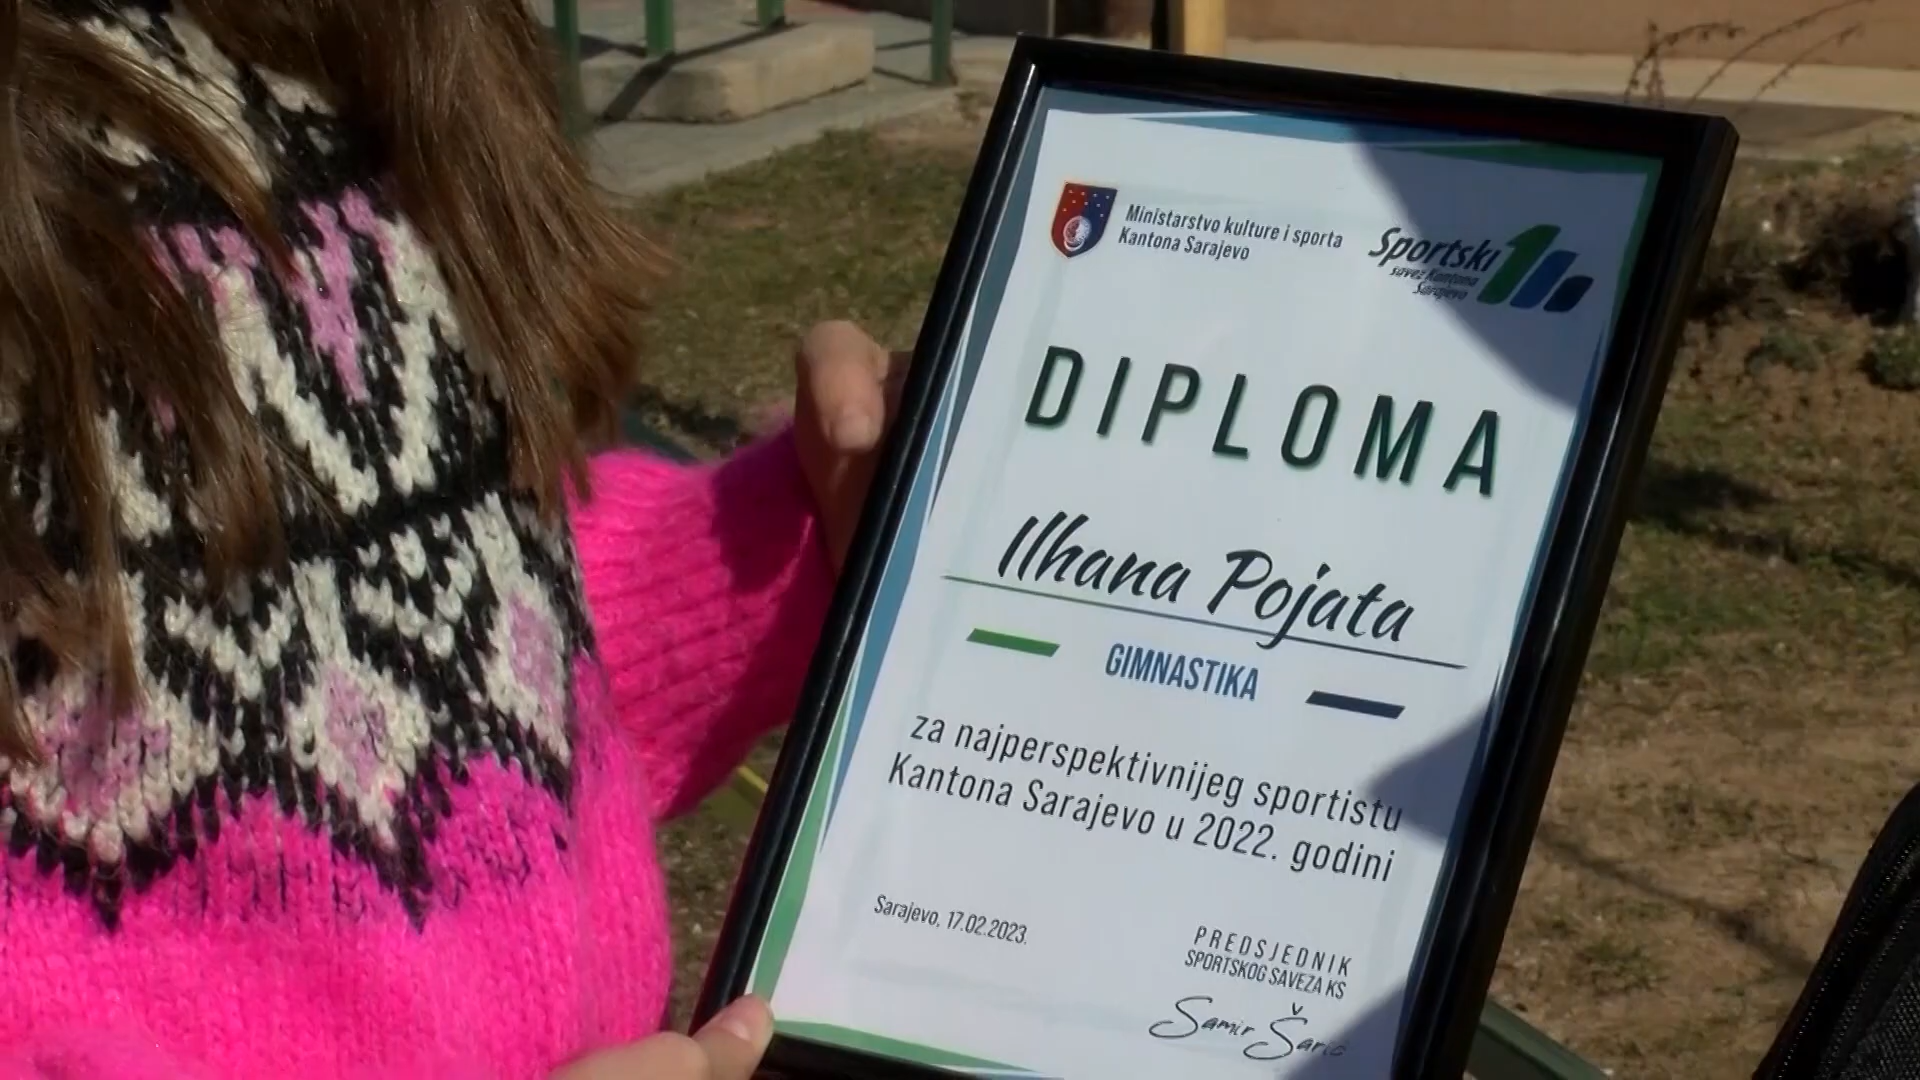 Ministarstvo kulture i sporta
Kantona Sarajevo
Sportski
savez Kantona
Sarajevo
DIPLOMA
Ilhana Pojata
GIMNASTIKA
za najperspektivnijeg sportistu
Kantona Sarajevo u 2022. godini
Sarajevo, 17.02.2023.
PREDSJEDNIK
SPORTSKOG SAVEZA KS
Samir Šarić